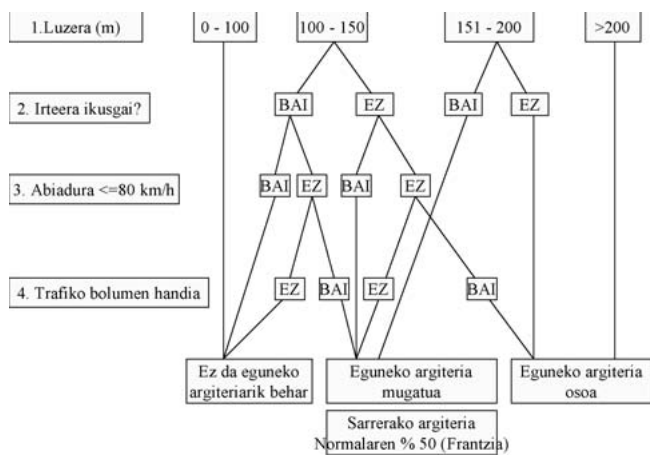 1.Luzera (m)
0 - 100
100 - 150
151 - 200
>200
2. Irteera ikusgai?
BAI
EZ
BAI
EZ
3. Abiadura <=80 km/h
BAI
EZ
BAI
EZ
4. Trafiko bolumen handia
EZ
BAI
EZ
BAI
Ez da eguneko
argiteriarik behar
Eguneko argiteria
mugatua
Eguneko argiteria
osoa
Sarrerako argiteria
Normalaren % 50 (Frantzia)